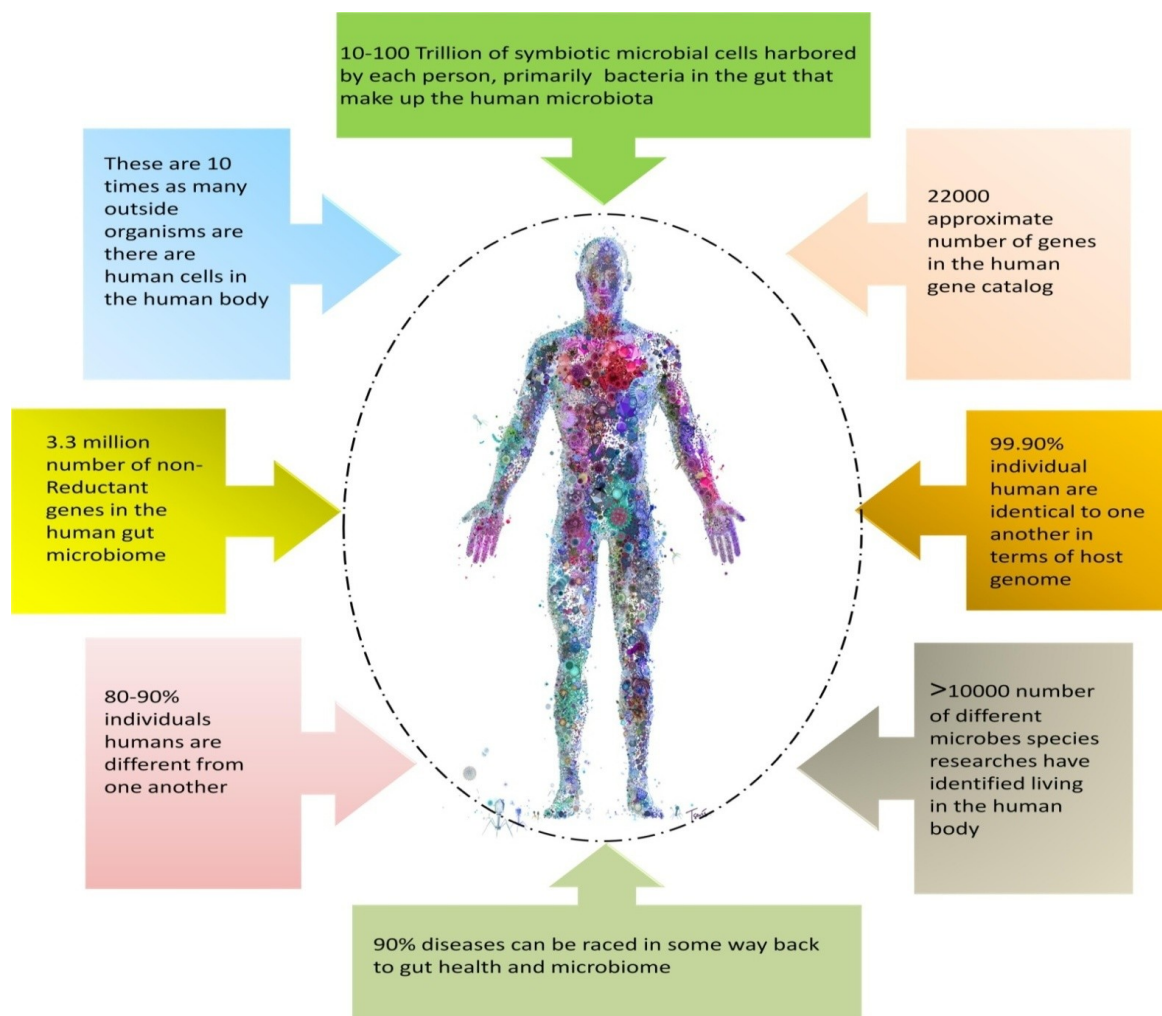 10-100 Trillion of symbiotic microbial cells harbored
by each person, primarily bacteria in the gut that
make up the human microbiota
These are 10
times as many
outside
organisms are
there are
human cells in
the human body
22000
approximate
number of genes
in the human
gene catalog
3.3 million
number of non-
Reductant
genes in the
human gut
microbiome
99.90%
individual
human are
identical to one
another in
terms of host
genome
80-90%
individuals
humans are
different from
one another
>10000 number
of different
microbes species
researches have
identified living
in the human
body
90% diseases can be raced in some way back
to gut health and microbiome